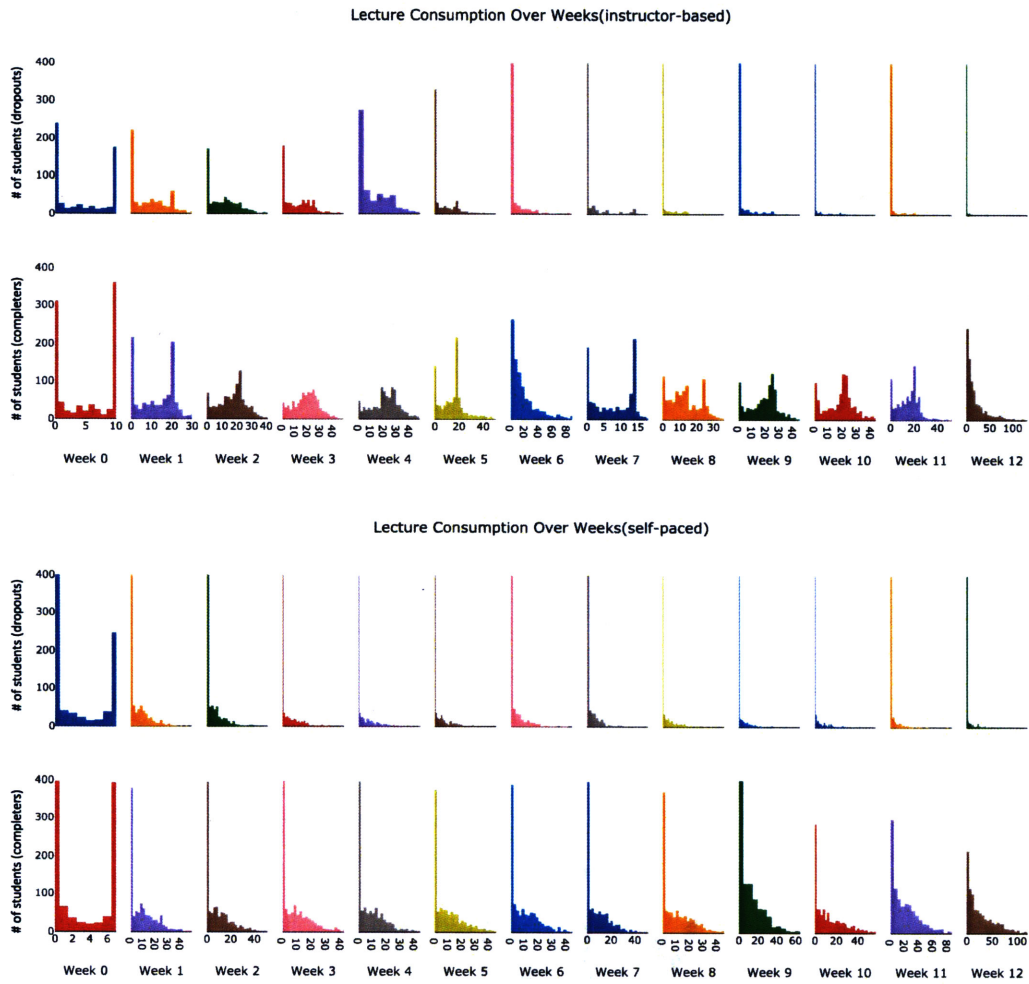 Lecture Consumption Over Weeks(instructor-based)
# of students (dropouts)
400
300
200
100
0
# of students (completers)
400
300
200
100
0
0 5 10 0 10 20 30 0 10 20 30 40 0 10 20 30 40 0 10 20 30 40 0 20 40 0 20 40 60 80 0 5 10 15 0 10 20 30 0 10 20 30 40 0 10 20 30 40 0 20 40 0 50 100
Week 0 Week 1 Week 2 Week 3 Week 4 Week 5 Week 6 Week 7 Week 8 Week 9 Week 10 Week 11 Week 12
Lecture Consumption Over Weeks(self-paced)
# of students (dropouts)
400
300
200
100
0
# of students (completers)
400
300
200
100
0
0 2 4 6 0 10 20 30 40 0 20 40 0 10 20 30 40 0 20 40 0 10 20 30 40 0 10 20 30 40 0 20 40 0 10 20 30 40 0 20 40 60 0 20 40 0 20 40 60 80 0 50 100
Week 0 Week 1 Week 2 Week 3 Week 4 Week 5 Week 6 Week 7 Week 8 Week 9 Week 10 Week 11 Week 12